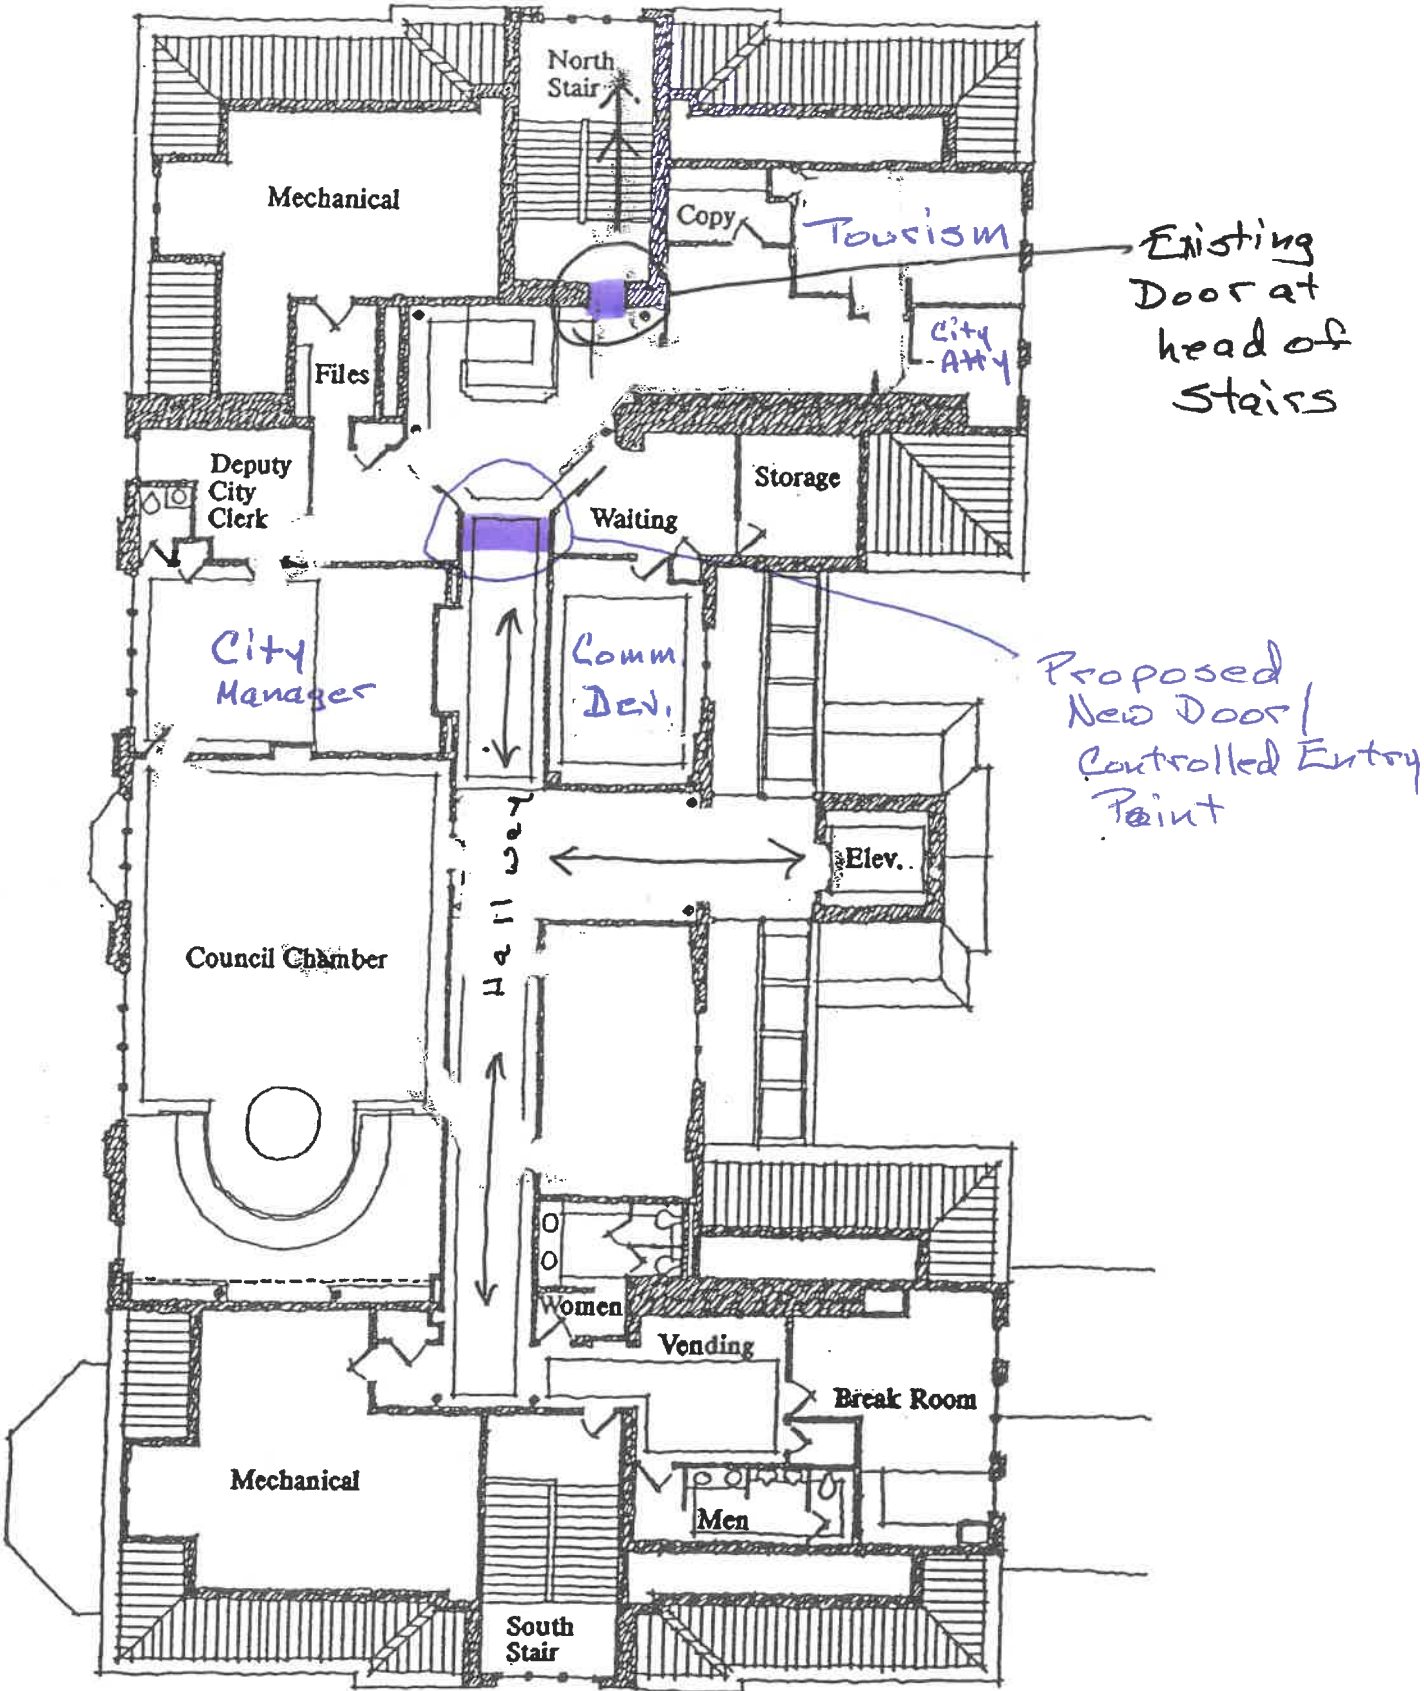 North
Stair
Mechanical
Copy
Tourism
Existing
Door at
head of
Stairs
City
Atty
Files
Deputy
City
Clerk
Storage
Waiting
City
Manager
Comm
Dev.
Proposed
New Door/
Controlled Entry
Point
Hallway
Elev.
Council Chamber
Women
Vending
Break Room
Mechanical
Men
South
Stair